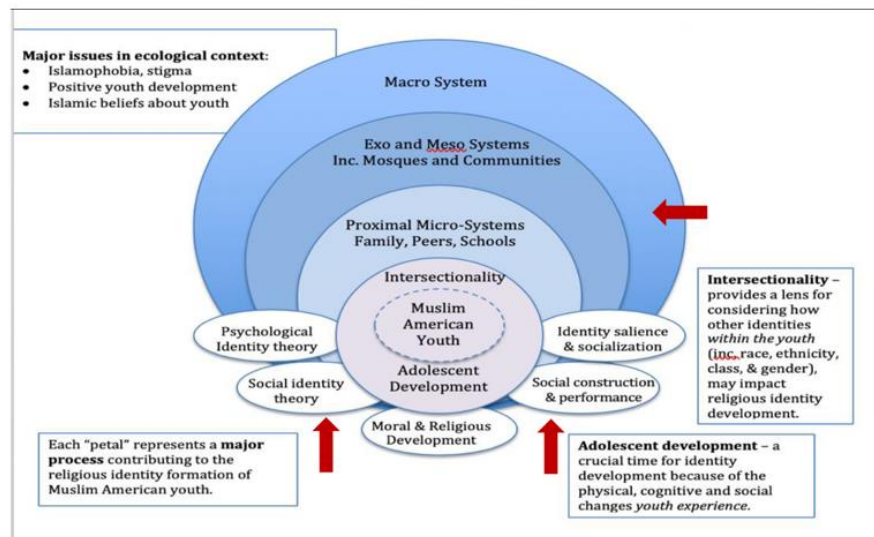 Major issues in ecological context:
• Islamophobia, stigma
• Positive youth development
• Islamic beliefs about youth
Macro System
Exo and Meso Systems
Inc. Mosques and Communities
Proximal Micro-Systems
Family, Peers, Schools
Intersectionality
Muslim
American
Youth
Adolescent
Development
Psychological
Identity theory
Identity salience
& socialization
Social identity
theory
Social construction
& performance
Moral & Religious
Development
Intersectionality –
provides a lens for
considering how
other identities
within the youth
(inc. race, ethnicity,
class, & gender),
may impact
religious identity
development.
Each “petal” represents a major
process contributing to the
religious identity formation of
Muslim American youth.
Adolescent development – a
crucial time for identity
development because of the
physical, cognitive and social
changes youth experience.